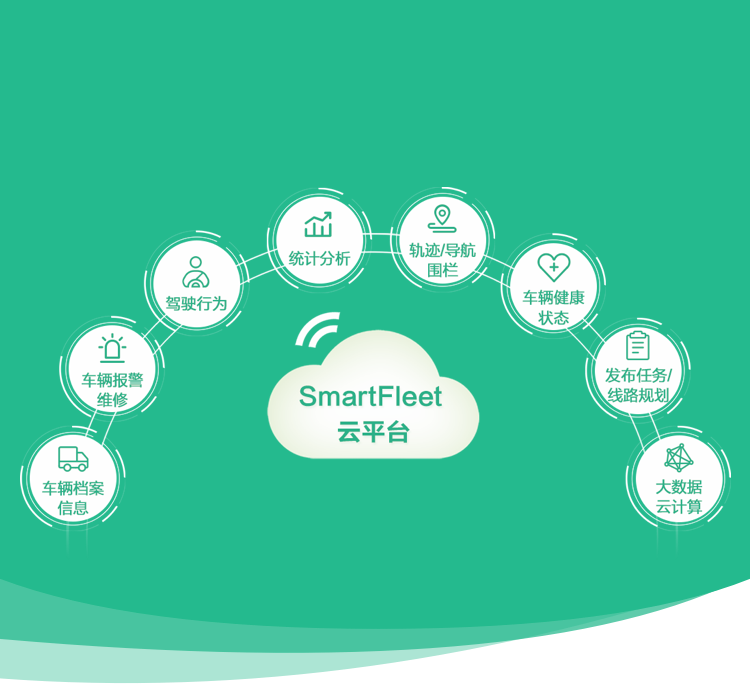 统计分析
轨迹/导航
围栏
驾驶行为
车辆健康
状态
车辆报警
维修
发布任务/
线路规划
SmartFleet
云平台
车辆档案
信息
大数据
云计算